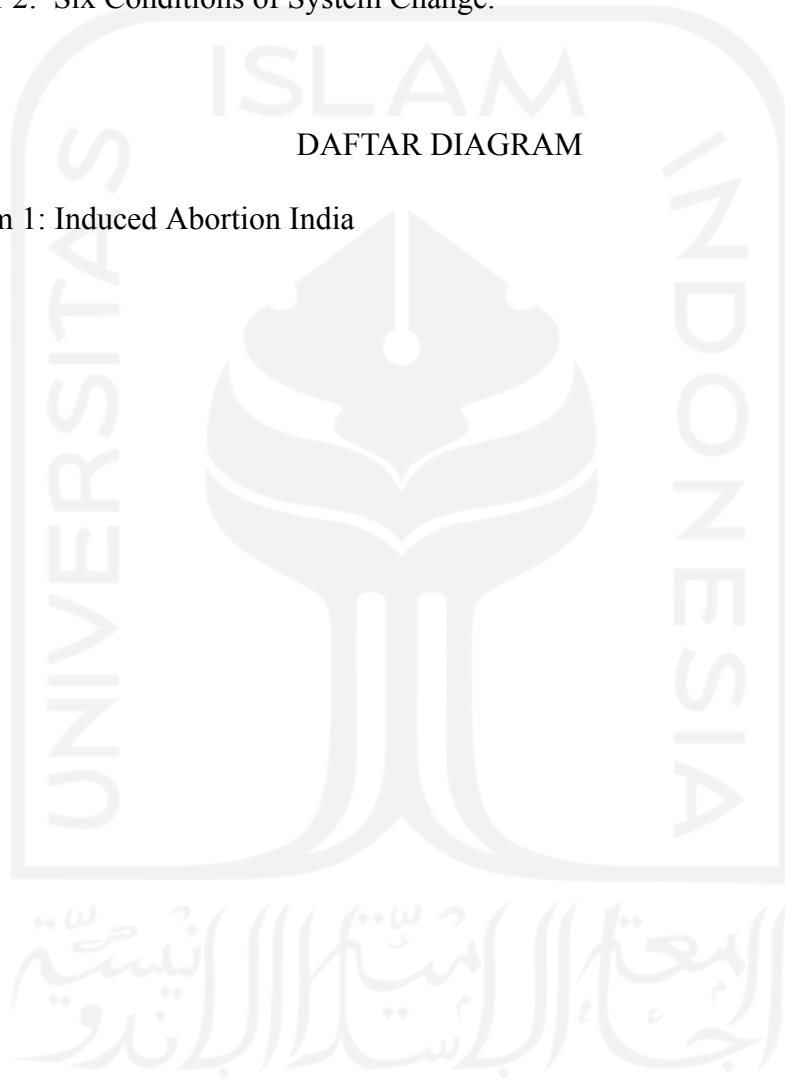 2: Six Conditions of System Change.
ISLAM
DAFTAR DIAGRAM
1: Induced Abortion India
UNIVERSITAS
INDONESIA